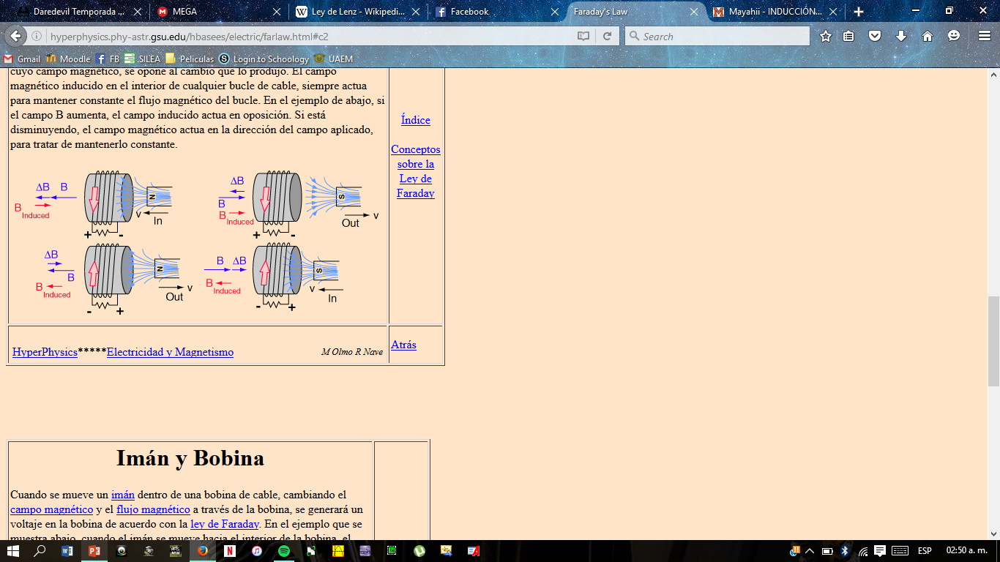 Daredevil Temporada ..
MEGA
Ley de Lenz - Wikipedi...
Facebook
Faraday's Law
Mayahii - INDUCCIÓN...
hyperphysics.phy-astr.gsu.edu/hbasees/electric/farlaw.html#c2
Search
Gmail Moodle FB .SILEA Peliculas Login to Schoology UAEM
cuyo campo magnético, se opone al cambio que lo produjo. El campo
magnético inducido en el interior de cualquier bucle de cable, siempre actua
para mantener constante el flujo magnético del bucle. En el ejemplo de abajo, si
el campo B aumenta, el campo inducido actua en oposición. Si está
disminuyendo, el campo magnético actua en la dirección del campo aplicado,
para tratar de mantenerlo constante.
Índice
Conceptos
sobre la
Ley de
Faraday
ΔB B
B Induced
N
v
In
+ -
ΔB
B
B Induced
S
v
Out
+ -
ΔB
B
B Induced
N
v
Out
- +
B ΔB
B Induced
S
v
In
- +
HyperPhysics*****Electricidad y Magnetismo
M Olmo R Nave
Atrás
Imán y Bobina
Cuando se mueve un imán dentro de una bobina de cable, cambiando el
campo magnético y el flujo magnético a través de la bobina, se generará un
voltaje en la bobina de acuerdo con la ley de Faraday. En el ejemplo que se
muestra abajo, cuando el imán se mueve hacia el interior de la bobina, el
ESP
02:50 a. m.